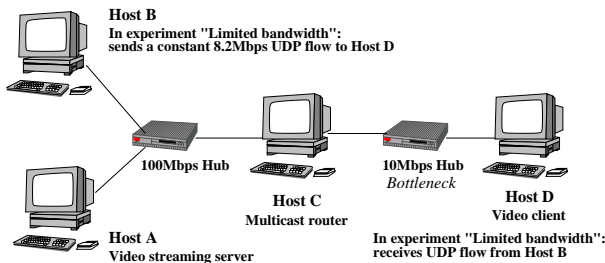 Host B
In experiment "Limited bandwidth":
sends a constant 8.2Mbps UDP flow to Host D
100Mbps Hub
10Mbps Hub
Bottleneck
Host C
Multicast router
Host D
Video client
Host A
Video streaming server
In experiment "Limited bandwidth":
receives UDP flow from Host B